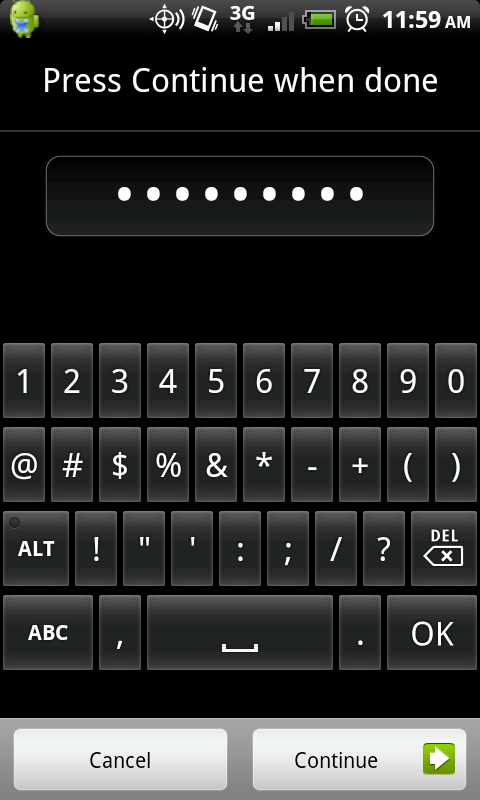 3G 11:59 AM
Press Continue when done
•••••••••
1 2 3 4 5 6 7 8 9 0
@ # $ % & * - + ( )
ALT ! " ' : ; / ? DEL
ABC , . OK
Cancel Continue